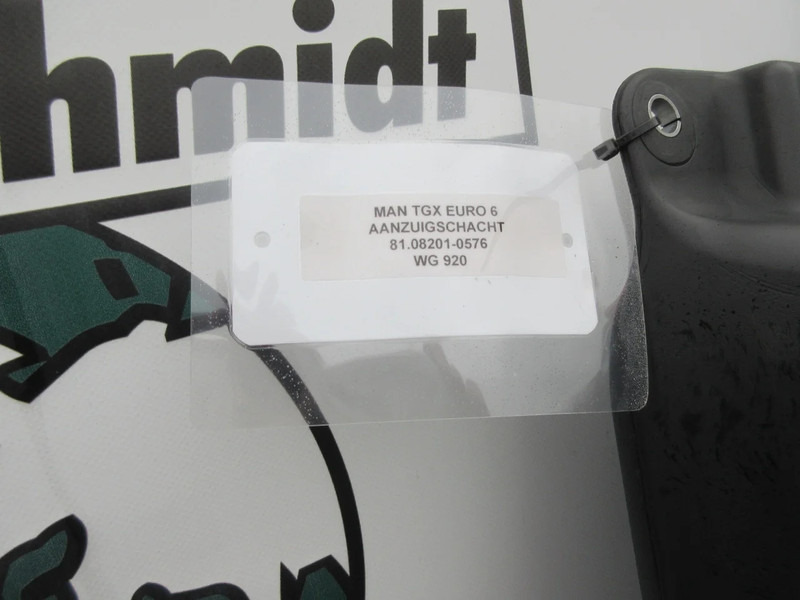 hmidt
MAN TGX EURO 6
AANZUIGSCHACHT
81.08201-0576
WG 920